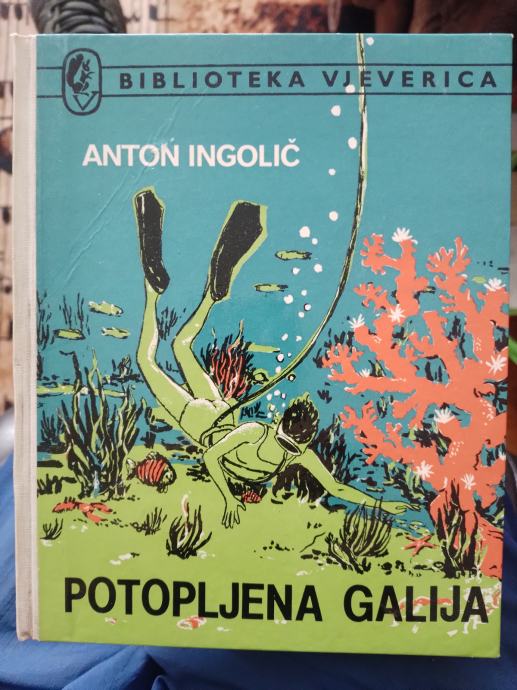 BIBLIOTEKA VJEVERICA
ANTON INGOLIČ
POTOPLJENA GALIJA